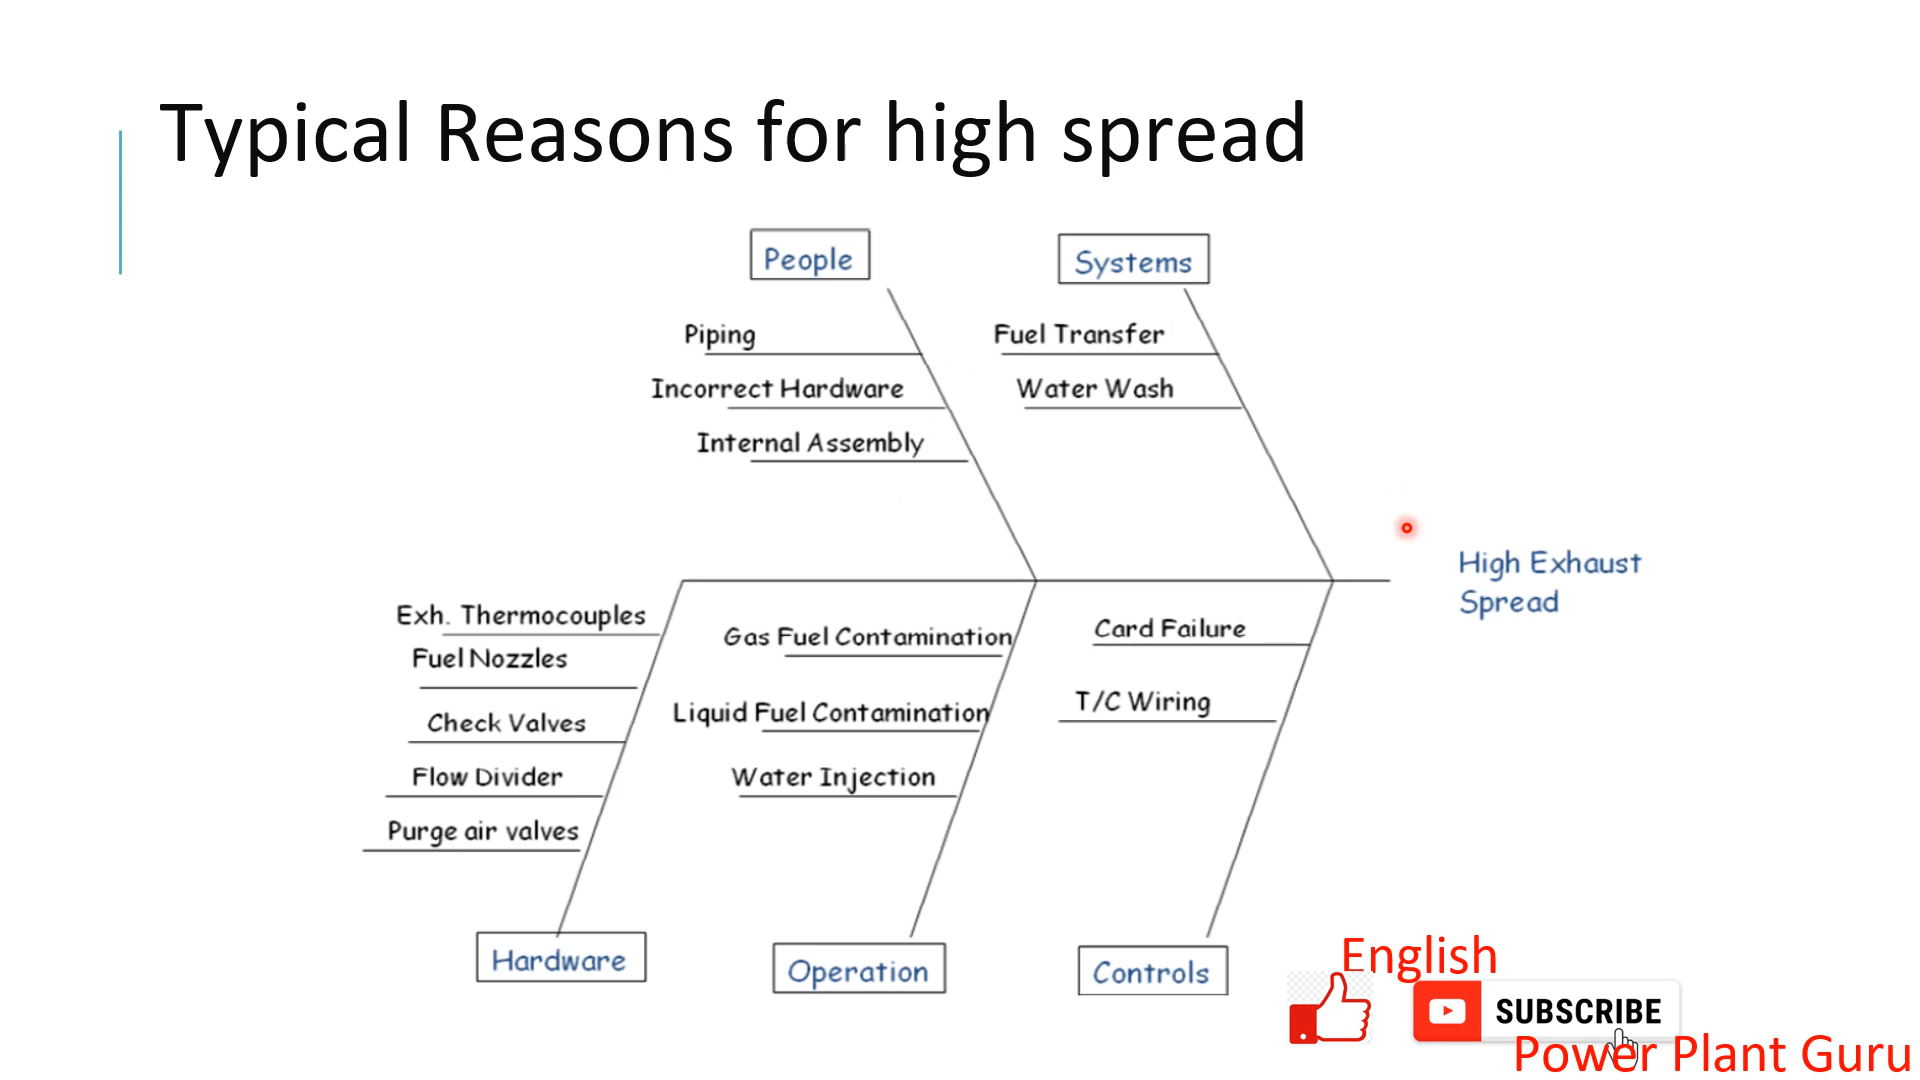 Typical Reasons for high spread
People
Systems
Piping
Fuel Transfer
Incorrect Hardware
Water Wash
Internal Assembly
High Exhaust
Spread
Exh. Thermocouples
Fuel Nozzles
Check Valves
Flow Divider
Purge air valves
Gas Fuel Contamination
Liquid Fuel Contamination
Water Injection
Card Failure
T/C Wiring
Hardware
Operation
Controls
English
SUBSCRIBE
Power Plant Guru